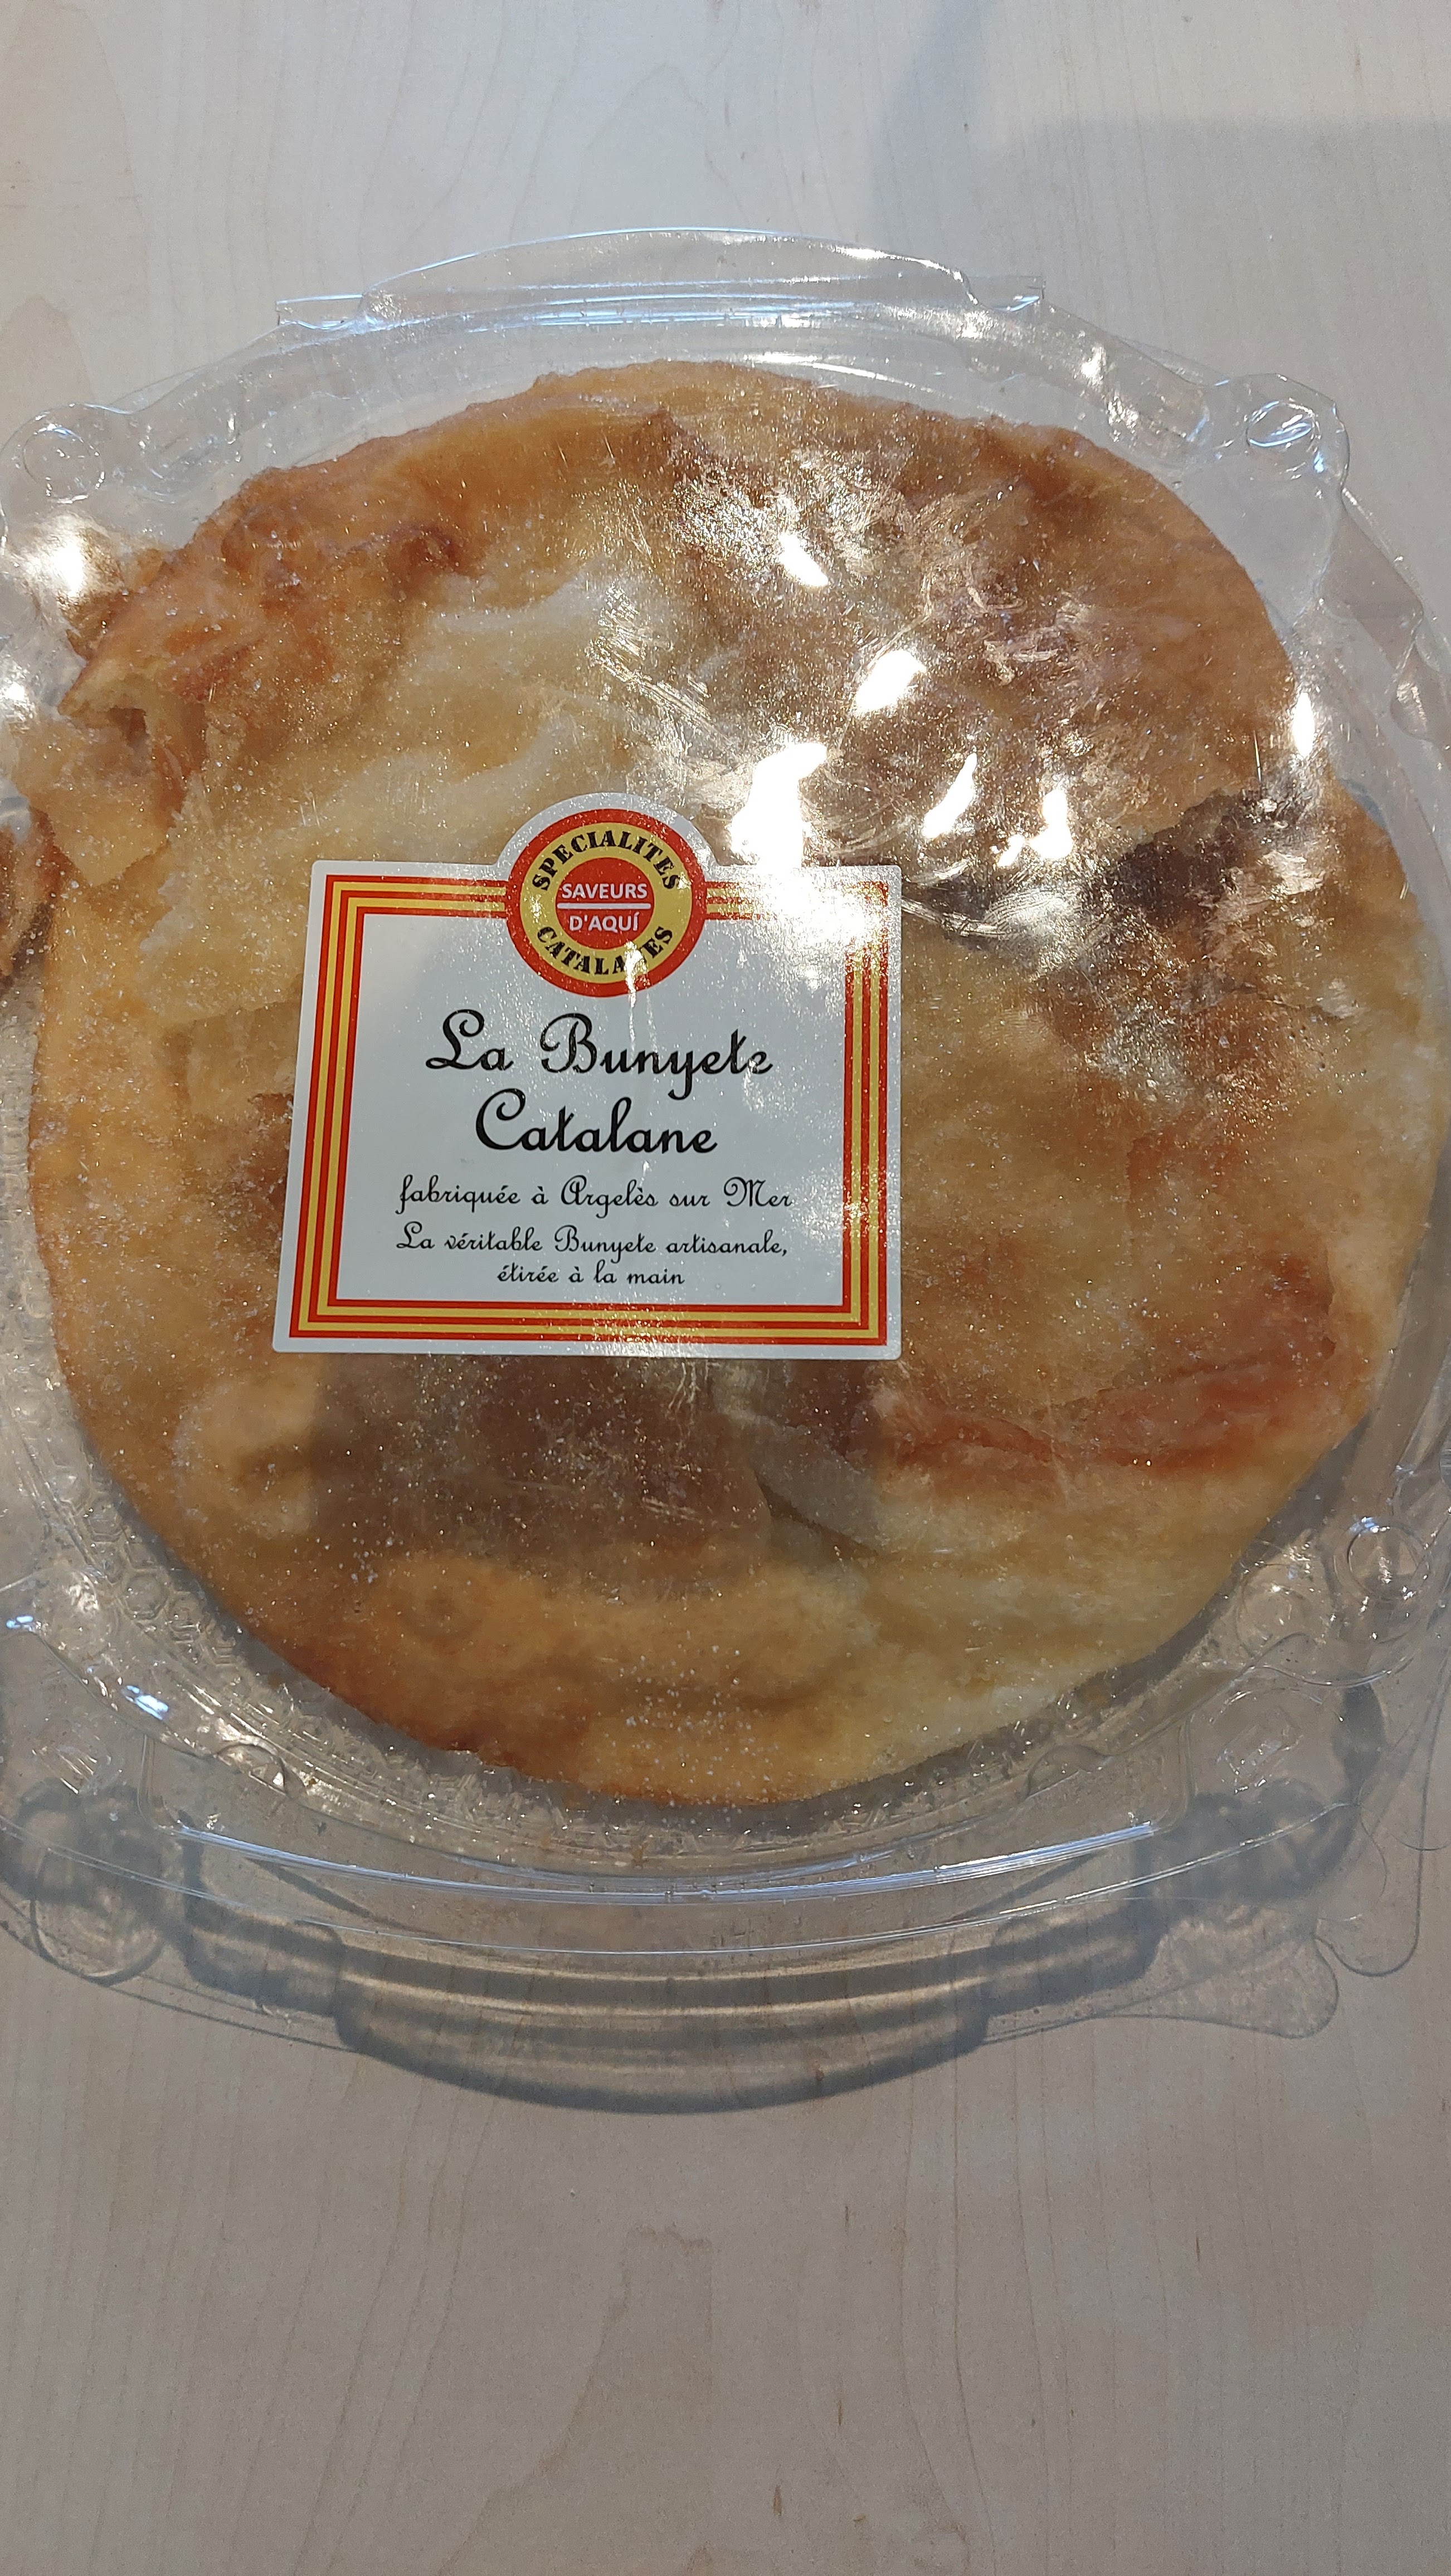 SPECIALITES
SAVEURS
D'AQUÍ
CATALANES
La Bunyete
Catalane
fabriquée à Argelès sur Mer
La véritable Bunyete artisanale,
étirée à la main